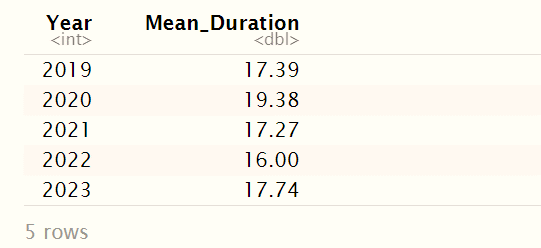 Year Mean_Duration
<int> <dbl>
2019 17.39
2020 19.38
2021 17.27
2022 16.00
2023 17.74
5 rows